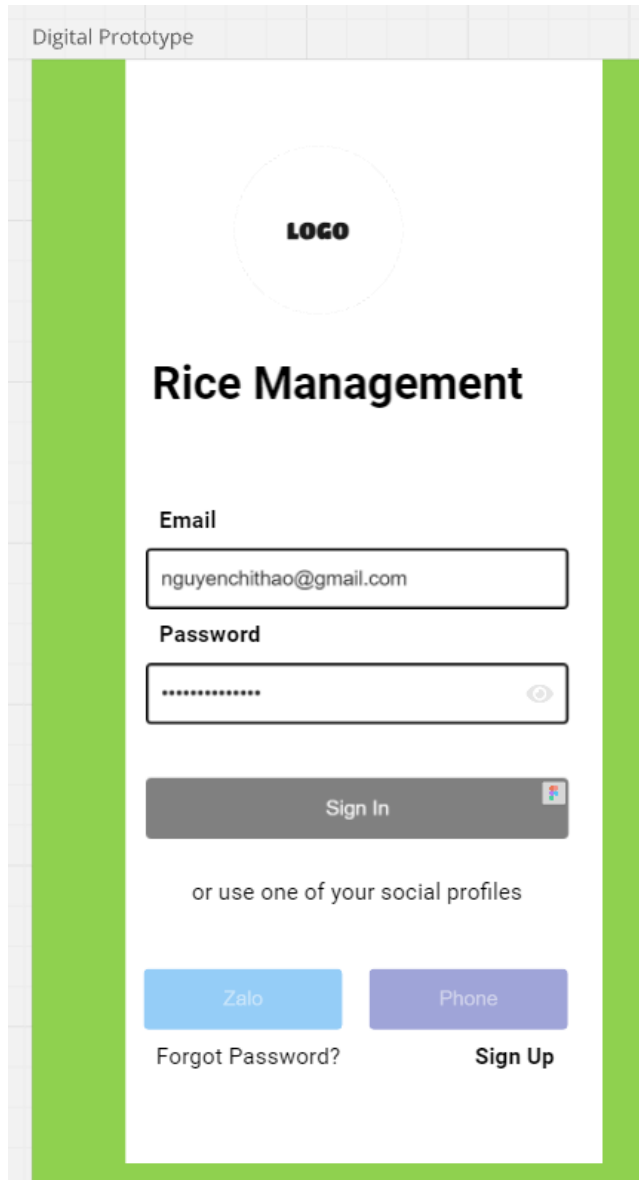 Digital Prototype
LOGO
Rice Management
Email
nguyenchithao@gmail.com
Password
••••••••••••••
Sign In
or use one of your social profiles
Zalo Phone
Forgot Password? Sign Up